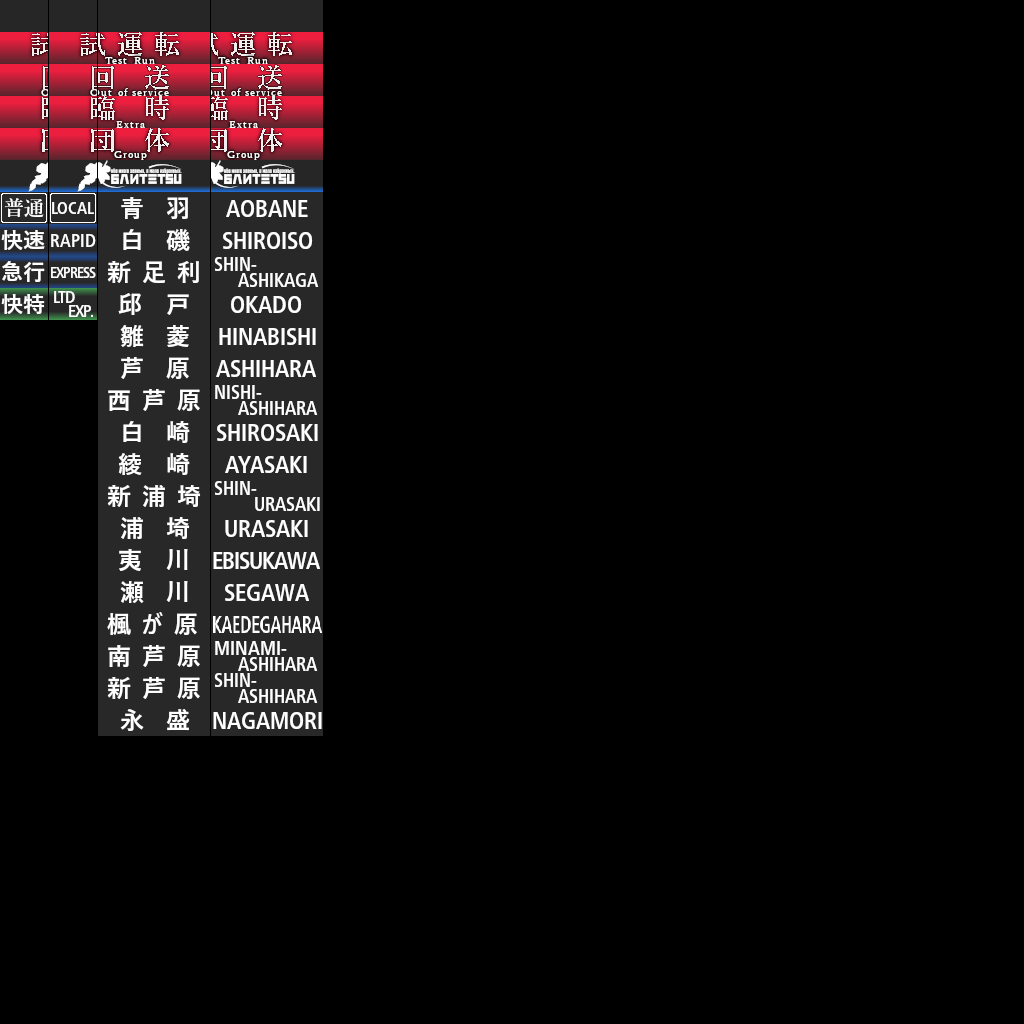 試運転 試運転
Test Run Test Run
回送 回送
Out of service Out of service
臨時 臨時
Extra Extra
団体 団体
Group Group
BANTETSU BANTETSU
普通 LOCAL 青羽 AOBANE
快速 RAPID 白磯 SHIROISO
急行 EXPRESS 新足利 SHIN-ASHIKAGA
快特 LTD EXP. 邱戸 OKADO
雛菱 HINABISHI
芦原 ASHIHARA
西芦原 NISHI-ASHIHARA
白崎 SHIROSAKI
綾崎 AYASAKI
新浦埼 SHIN-URASAKI
浦埼 URASAKI
夷川 EBISUKAWA
瀬川 SEGAWA
楓が原 KAEDEGAHARA
南芦原 MINAMI-ASHIHARA
新芦原 SHIN-ASHIHARA
永盛 NAGAMORI